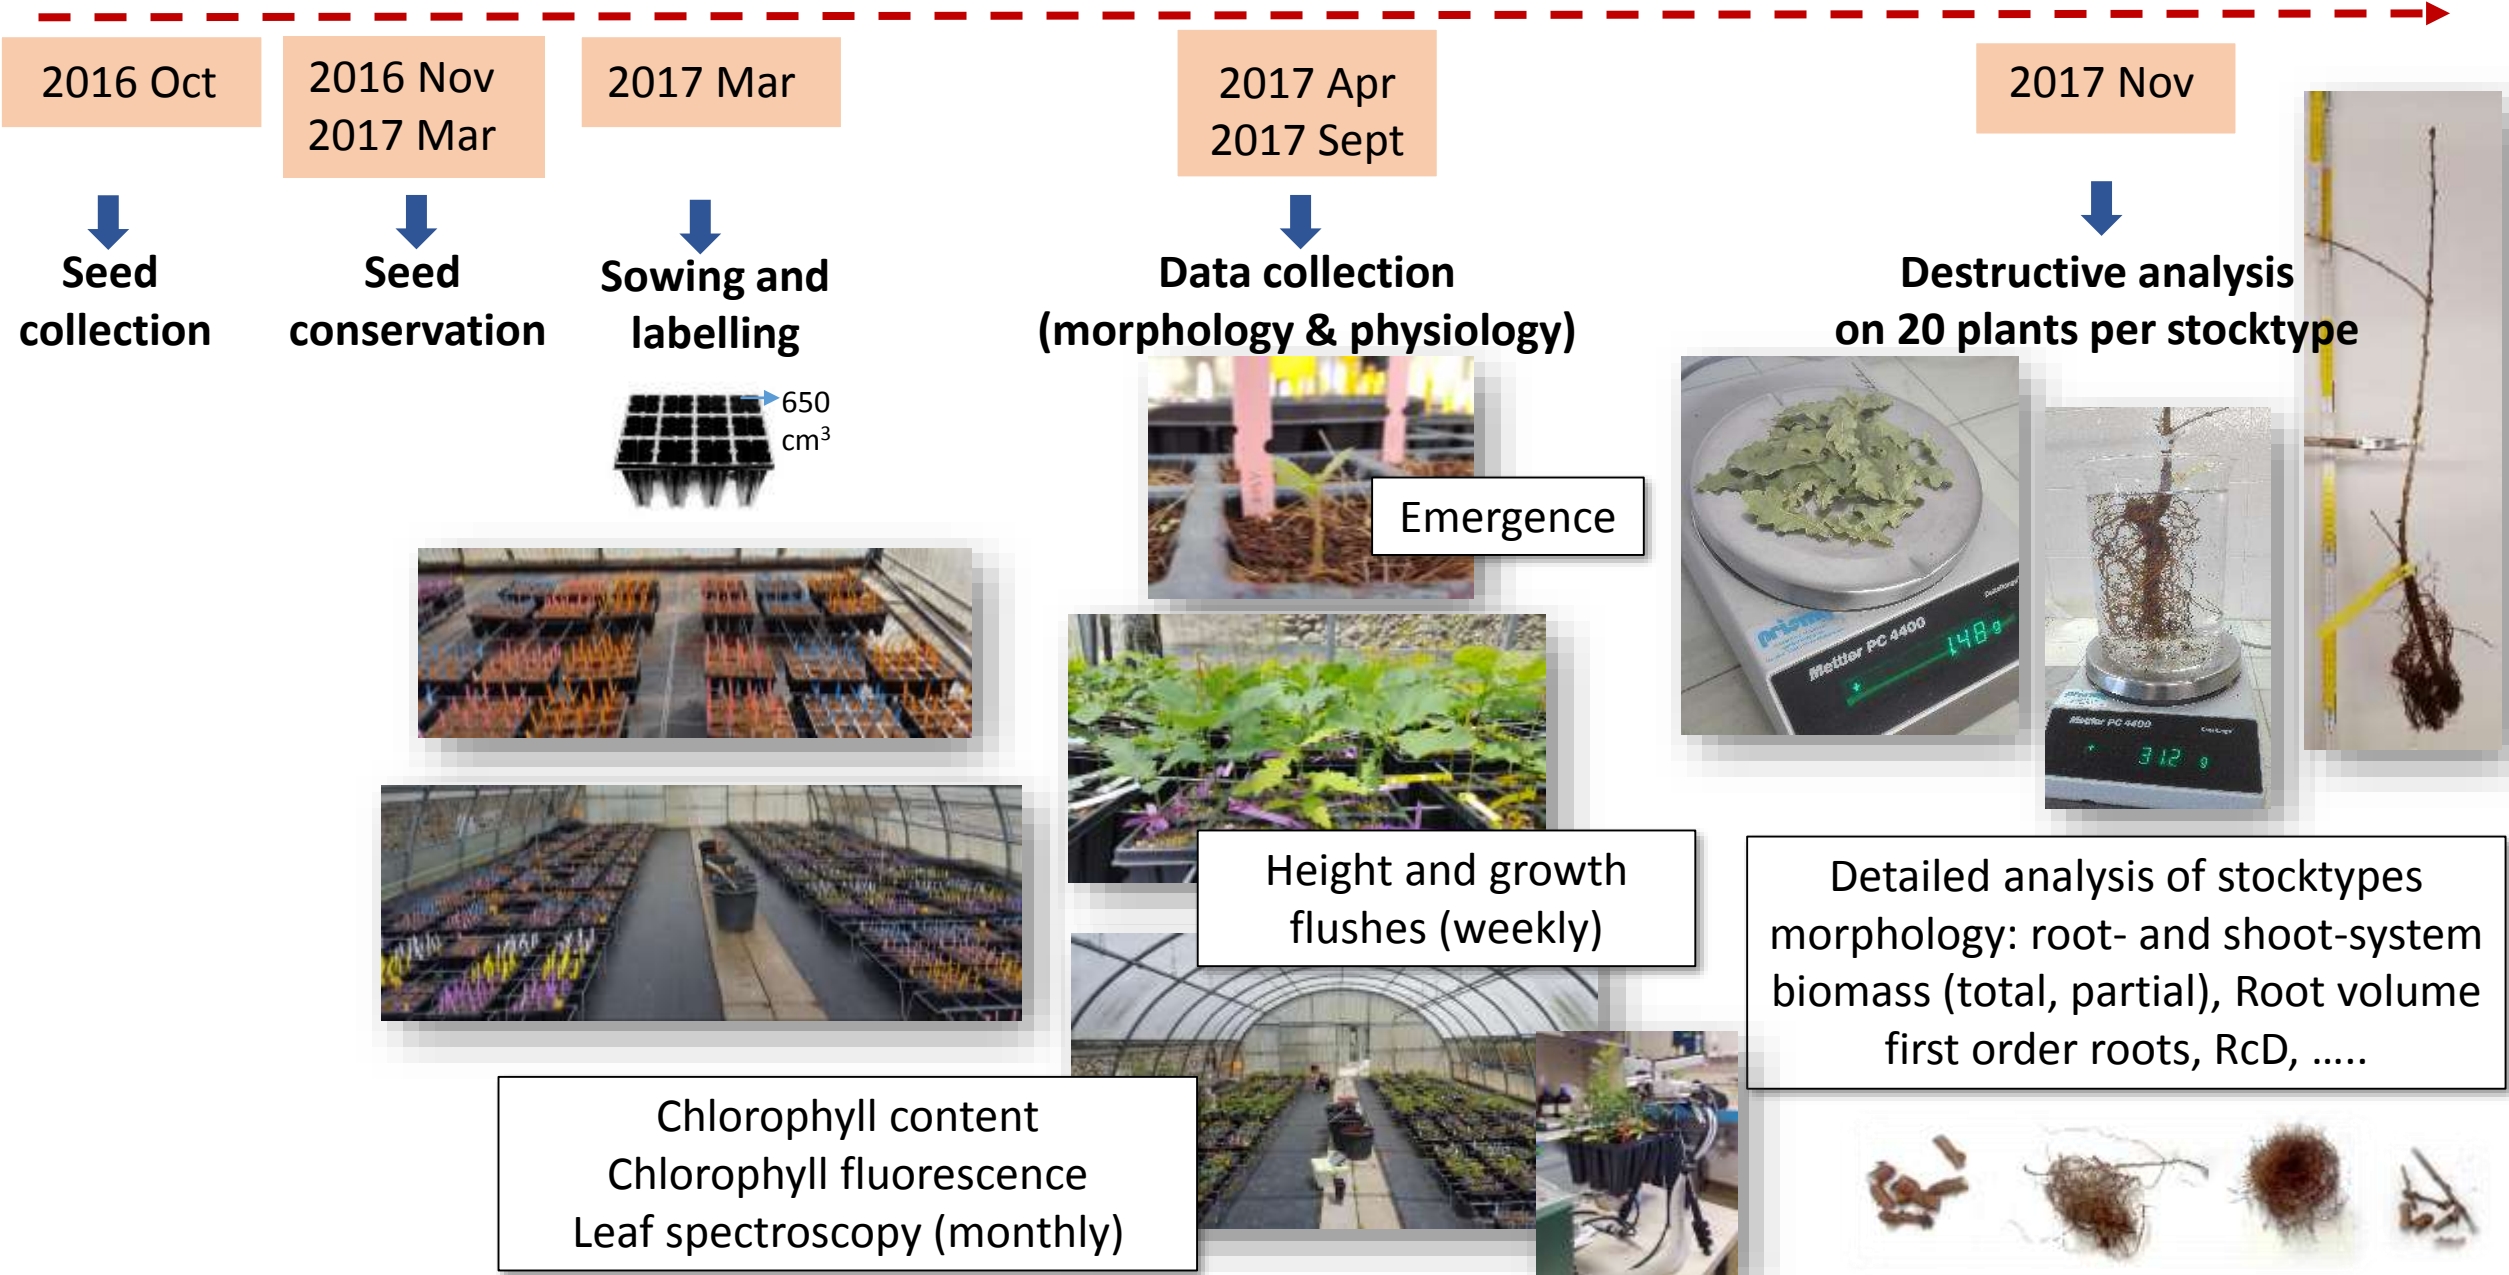 2016 Oct
2016 Nov
2017 Mar
2017 Mar
2017 Apr
2017 Sept
2017 Nov
Seed
collection
Seed
conservation
Sowing and
labelling
Data collection
(morphology & physiology)
Destructive analysis
on 20 plants per stocktype
650
cm³
Emergence
prisma
Mettler PC 4400
148 g
Mettler PC 4400
31.2 g
Height and growth
flushes (weekly)
Detailed analysis of stocktypes
morphology: root- and shoot-system
biomass (total, partial), Root volume
first order roots, RcD, …..
Chlorophyll content
Chlorophyll fluorescence
Leaf spectroscopy (monthly)